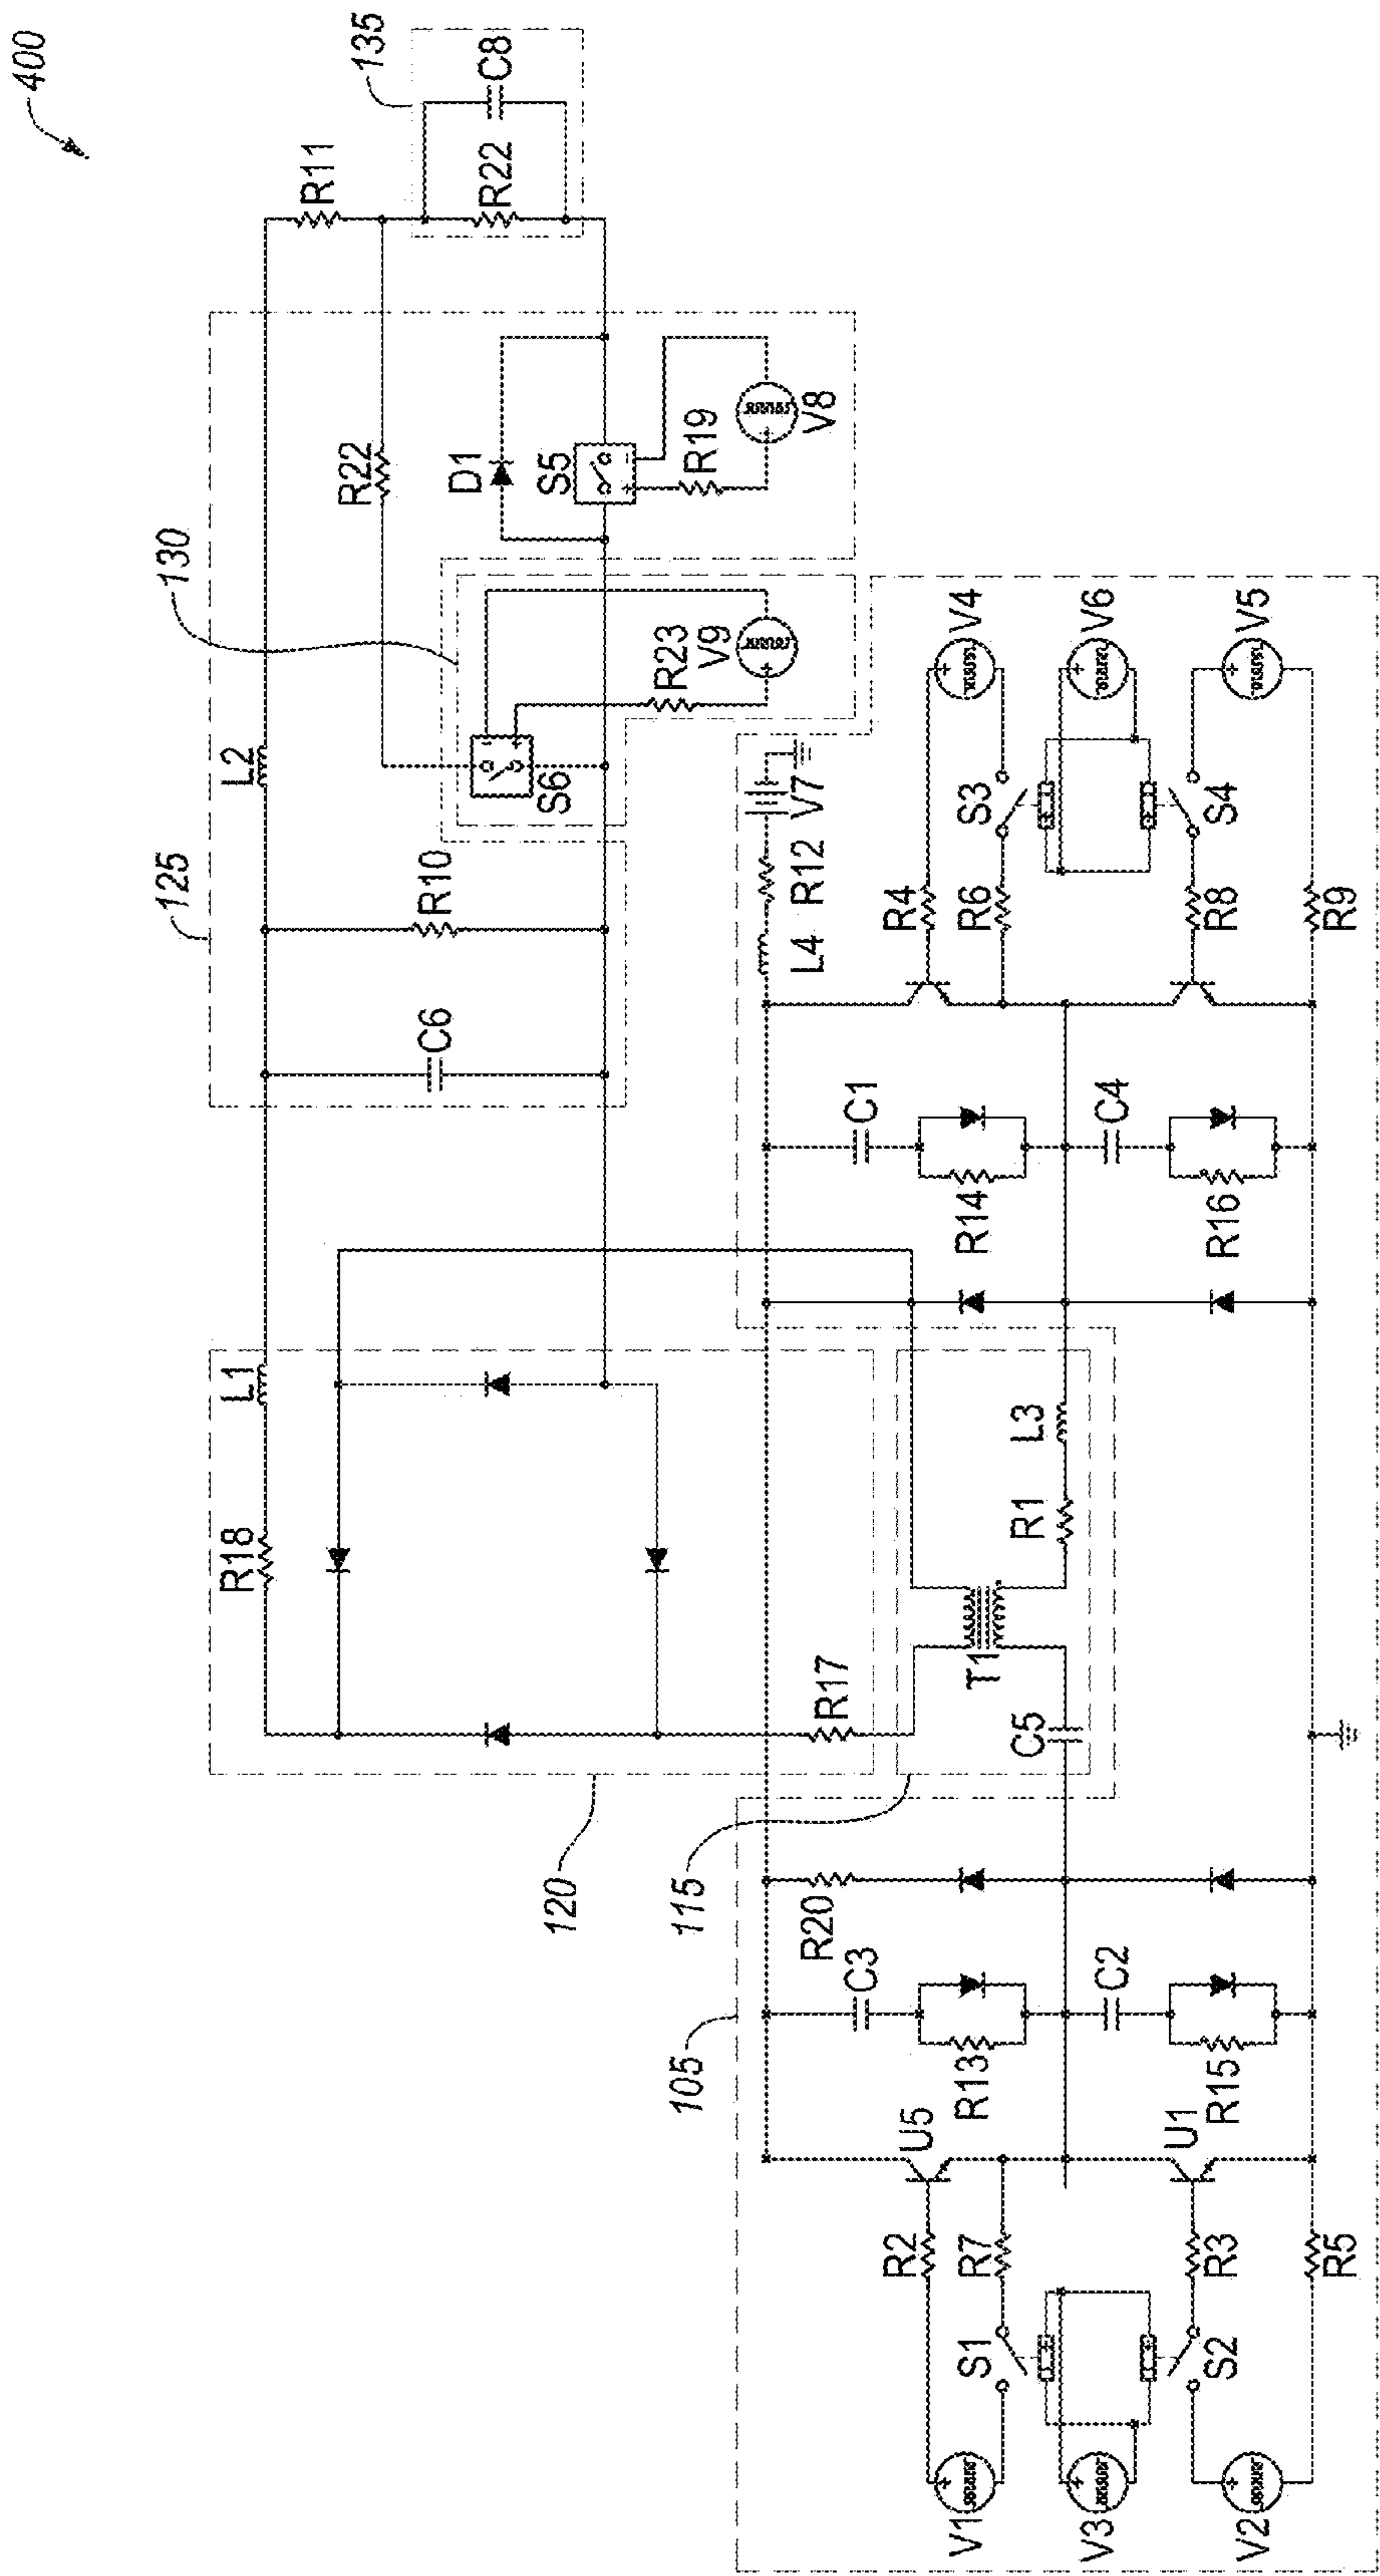 400
135
C8
R11
R22
R22
D1
S5
R19
V8
130
S6
R23
V9
125
L2
R10
C6
L1
R18
120
R17
115
T1
C5
R1
L3
V7
R12
L4
V4
V6
V5
S3
S4
R4
R6
R8
R9
C1
C4
R14
R16
105
R20
C3
C2
R13
R15
U5
U1
R2
R7
R3
R5
S1
S2
V1
V3
V2